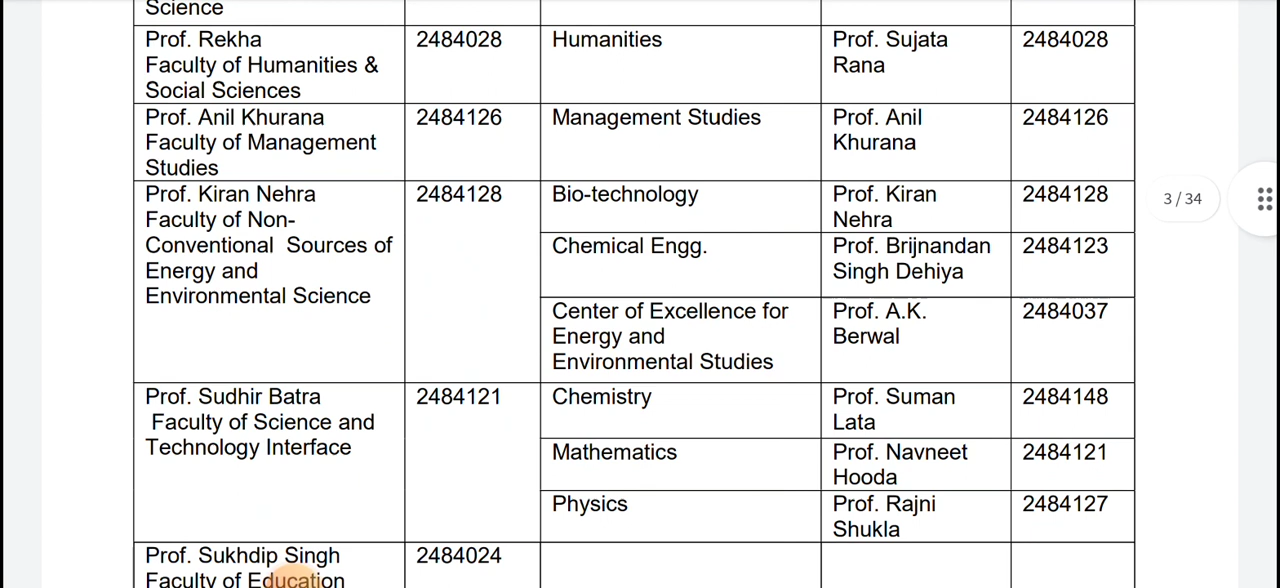 Science
Prof. Rekha
Faculty of Humanities &
Social Sciences
2484028
Humanities
Prof. Sujata
Rana
2484028
Prof. Anil Khurana
Faculty of Management
Studies
2484126
Management Studies
Prof. Anil
Khurana
2484126
Prof. Kiran Nehra
Faculty of Non-
Conventional Sources of
Energy and
Environmental Science
2484128
Bio-technology
Prof. Kiran
Nehra
2484128
Chemical Engg.
Prof. Brijnandan
Singh Dehiya
2484123
Center of Excellence for
Energy and
Environmental Studies
Prof. A.K.
Berwal
2484037
Prof. Sudhir Batra
Faculty of Science and
Technology Interface
2484121
Chemistry
Prof. Suman
Lata
2484148
Mathematics
Prof. Navneet
Hooda
2484121
Physics
Prof. Rajni
Shukla
2484127
Prof. Sukhdip Singh
Faculty of Education
2484024
3 / 34